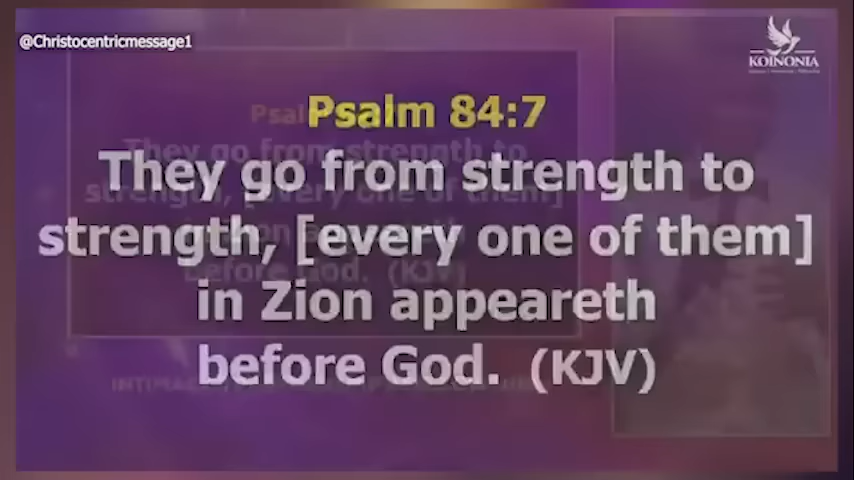 @Christocentricmessage1
KOINONIA
Psalm 84:7
They go from strength to
strength, [every one of them]
in Zion appeareth
before God. (KJV)